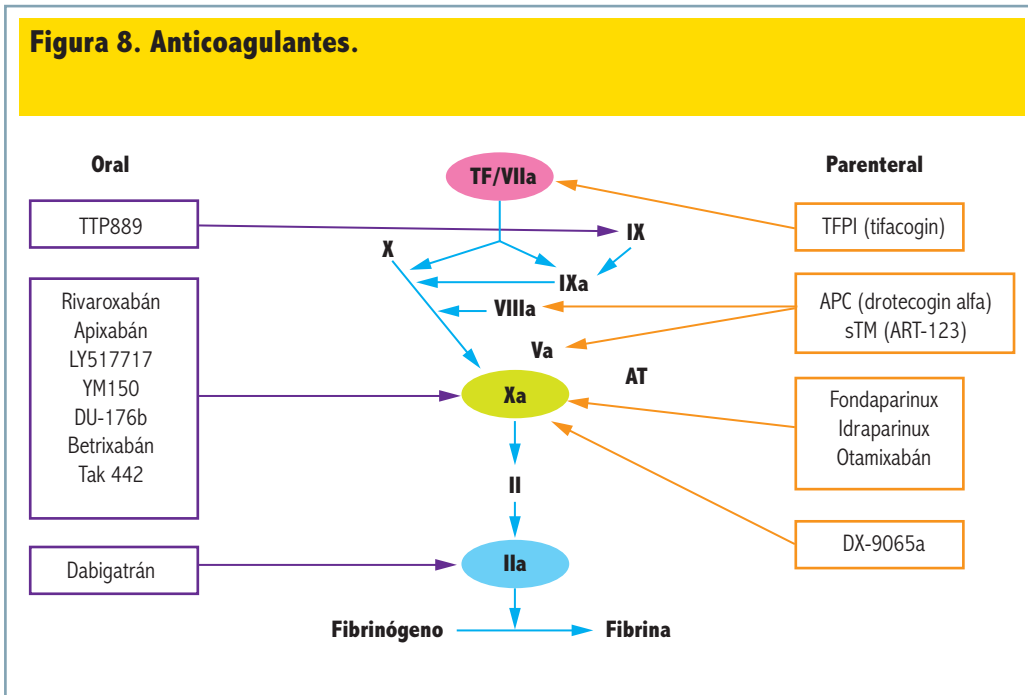 Figura 8. Anticoagulantes.
Oral
Parenteral
TF/VIIa
TTP889
IX
TFPI (tifacogin)
X
IXa
Rivaroxabán
Apixabán
LY517717
YM150
DU-176b
Betrixabán
Tak 442
VIIIa
APC (drotecogin alfa)
sTM (ART-123)
Va
AT
Xa
Fondaparinux
Idraparinux
Otamixabán
II
DX-9065a
Dabigatrán
IIa
Fibrinógeno
Fibrina